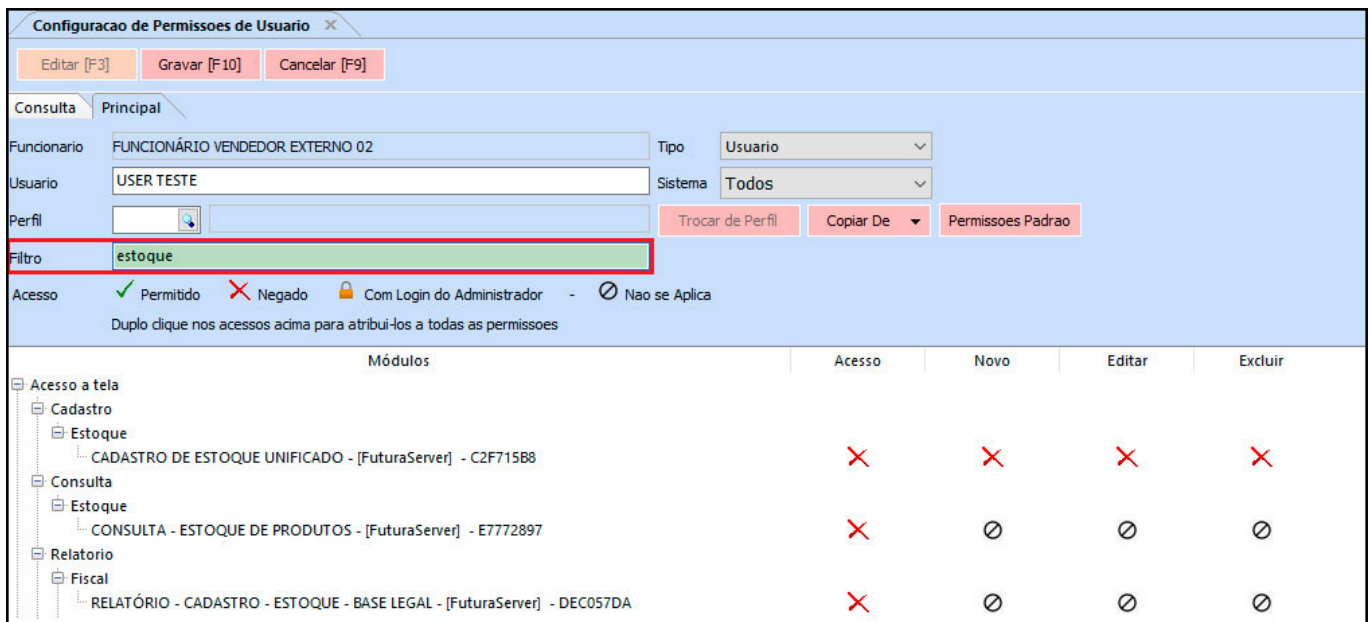 Configuracao de Permissoes de Usuario
Editar [F3] Gravar [F10] Cancelar [F9]
Consulta Principal
Funcionario FUNCIONÁRIO VENDEDOR EXTERNO 02 Tipo Usuario
Usuario USER TESTE Sistema Todos
Perfil Trocar de Perfil Copiar De Permissoes Padrao
Filtro estoque
Acesso Permitido Negado Com Login do Administrador - Nao se Aplica
Duplo clique nos acessos acima para atribui-los a todas as permissoes
Módulos Acesso Novo Editar Excluir
Acesso a tela
Cadastro
Estoque
CADASTRO DE ESTOQUE UNIFICADO - [FuturaServer] - C2F715B8
Consulta
Estoque
CONSULTA - ESTOQUE DE PRODUTOS - [FuturaServer] - E7772897
Relatorio
Fiscal
RELATÓRIO - CADASTRO - ESTOQUE - BASE LEGAL - [FuturaServer] - DEC057DA